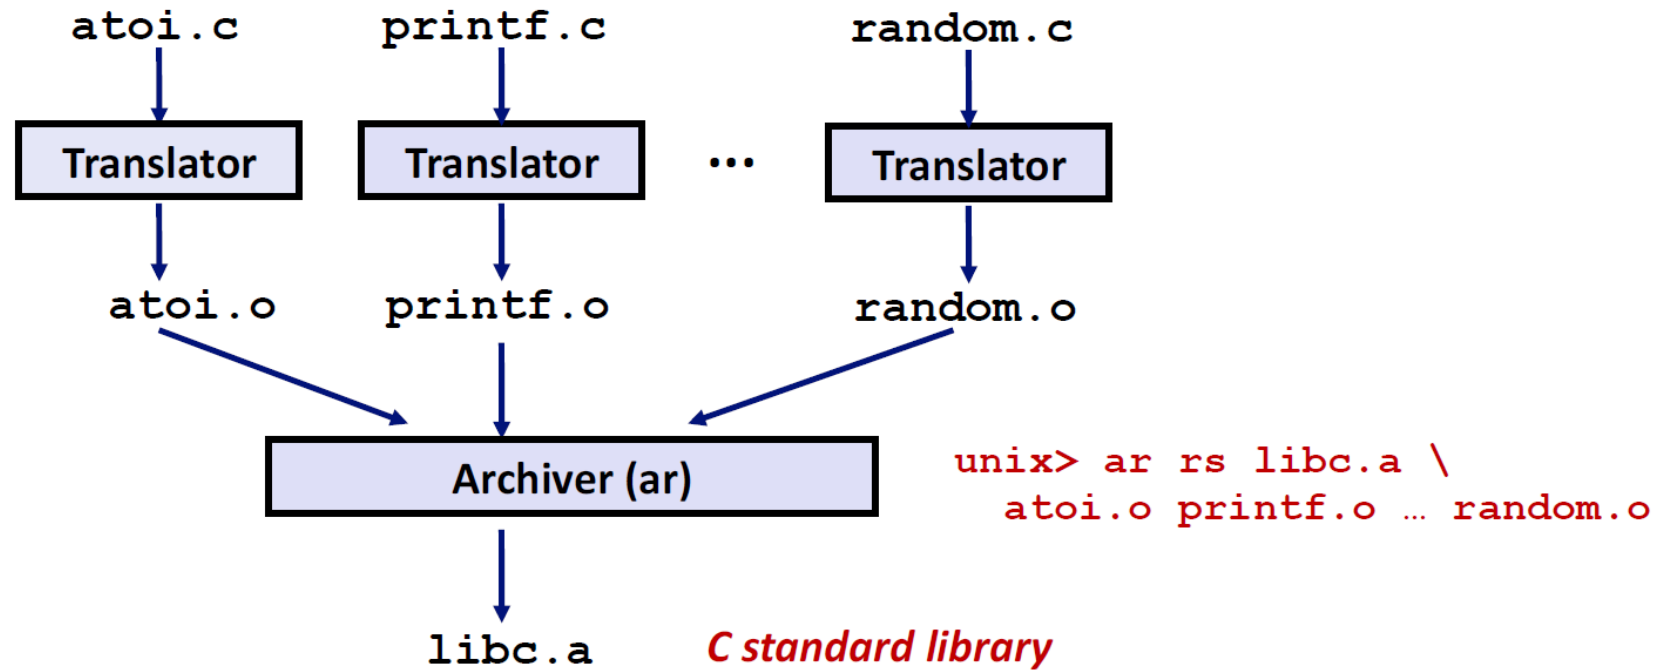 atoi.c printf.c random.c
Translator Translator ... Translator
atoi.o printf.o random.o
Archiver (ar)
unix> ar rs libc.a \
atoi.o printf.o … random.o
libc.a C standard library